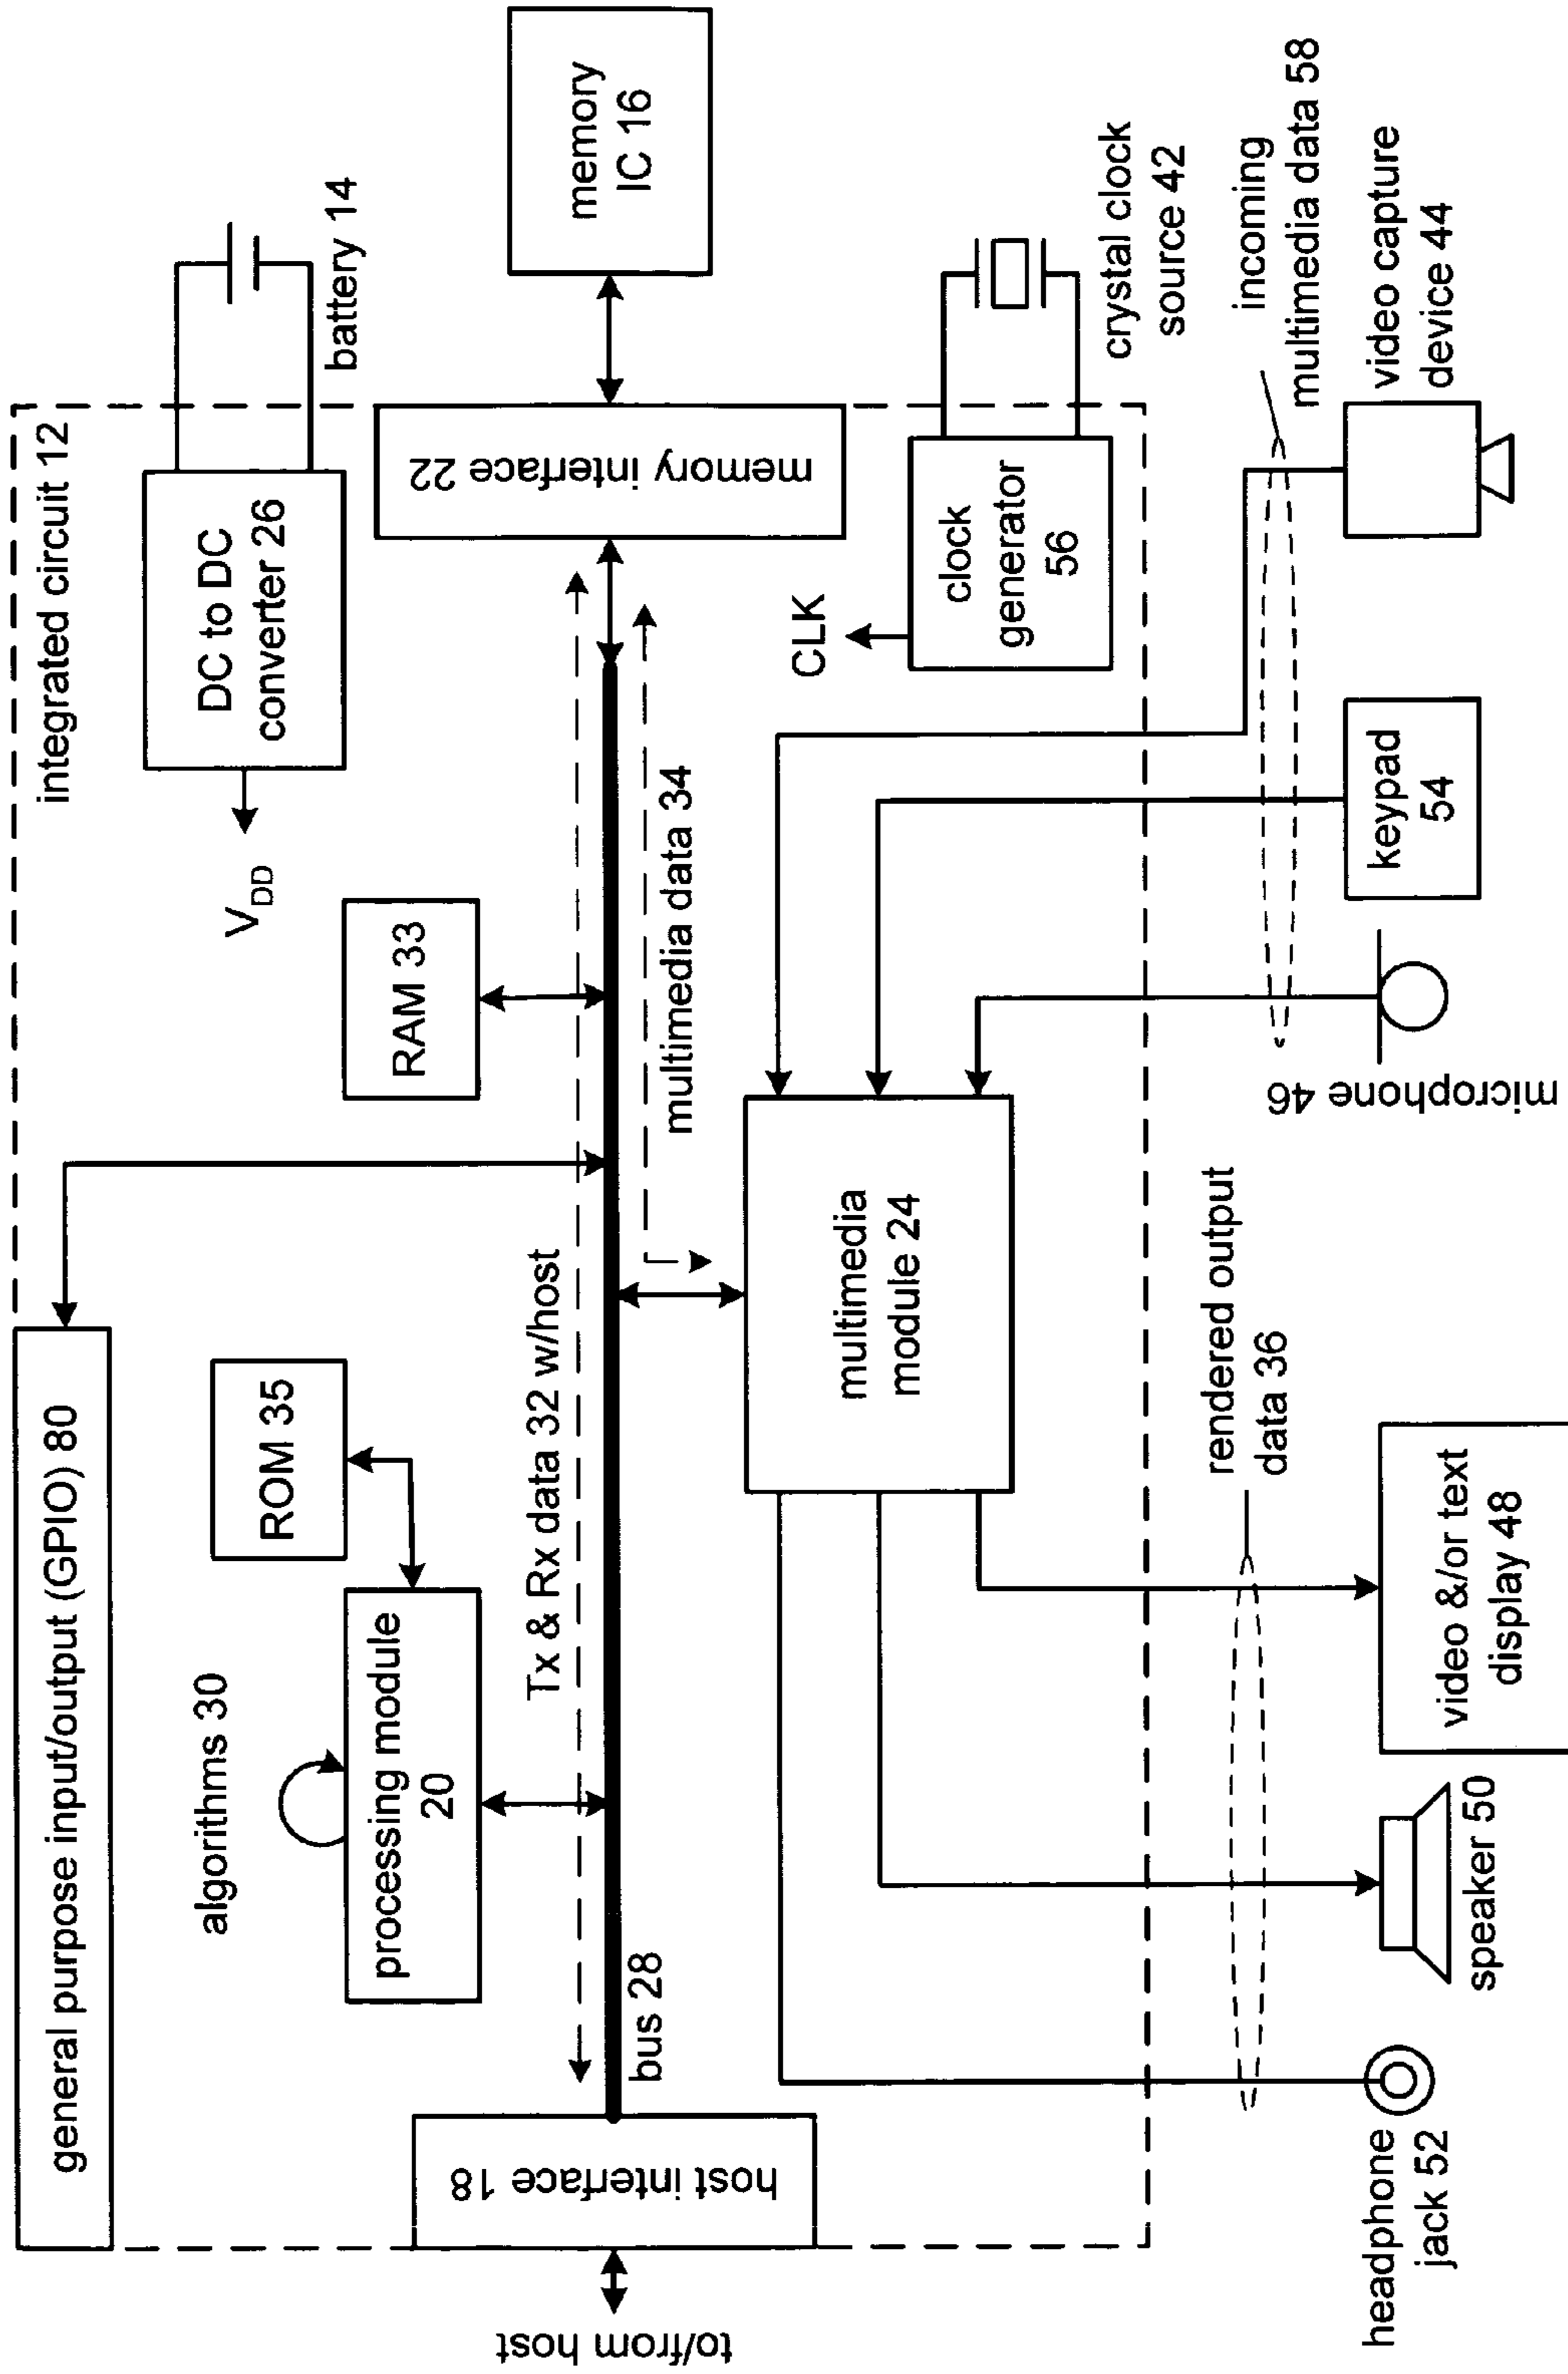 general purpose input/output (GPIO) 80
integrated circuit 12
algorithms 30
ROM 35
processing module
20
RAM 33
V_DD
DC to DC
converter 26
battery 14
Tx & Rx data 32 w/host
multimedia data 34
bus 28
to/from host
host interface 18
memory interface 22
memory
IC 16
multimedia
module 24
CLK
clock
generator
56
crystal clock
source 42
rendered output
data 36
incoming
multimedia data 58
headphone
jack 52
speaker 50
video &/or text
display 48
microphone 46
keypad
54
video capture
device 44